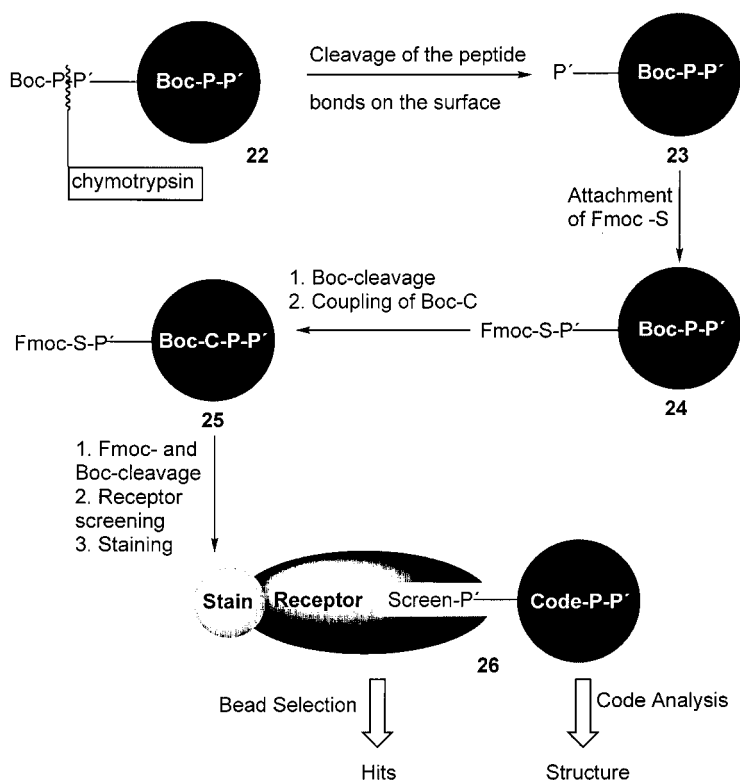 Boc-P-P´
Boc-P-P´
chymotrypsin
22
Cleavage of the peptide
bonds on the surface
P´
Boc-P-P´
23
Attachment
of Fmoc -S
Fmoc-S-P´
Boc-P-P´
24
1. Boc-cleavage
2. Coupling of Boc-C
Fmoc-S-P´
Boc-C-P-P´
25
1. Fmoc- and
Boc-cleavage
2. Receptor
screening
3. Staining
Stain
Receptor
Screen-P´
Code-P-P´
26
Bead Selection
Code Analysis
Hits
Structure